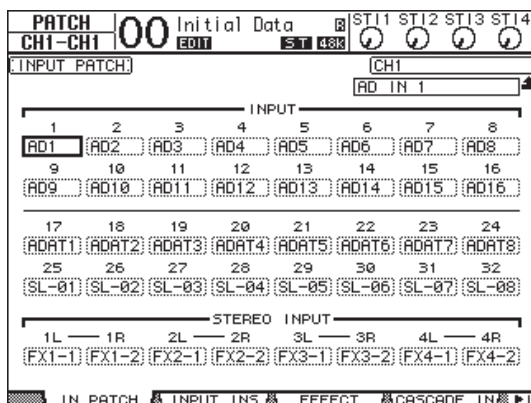 PATCH 00 Initial Data R ST11 ST12 ST13 ST14
CH1-CH1 EDIT ST 48K
INPUT PATCH CH1
AD IN 1
INPUT
1 2 3 4 5 6 7 8
AD1 AD2 AD3 AD4 AD5 AD6 AD7 AD8
9 10 11 12 13 14 15 16
AD9 AD10 AD11 AD12 AD13 AD14 AD15 AD16
17 18 19 20 21 22 23 24
ADAT1 ADAT2 ADAT3 ADAT4 ADAT5 ADAT6 ADAT7 ADAT8
25 26 27 28 29 30 31 32
SL-01 SL-02 SL-03 SL-04 SL-05 SL-06 SL-07 SL-08
STEREO INPUT
1L — 1R 2L — 2R 3L — 3R 4L — 4R
FX1-1 FX1-2 FX2-1 FX2-2 FX3-1 FX3-2 FX4-1 FX4-2
IN PATCH INPUT INS EFFECT CASCADE IN